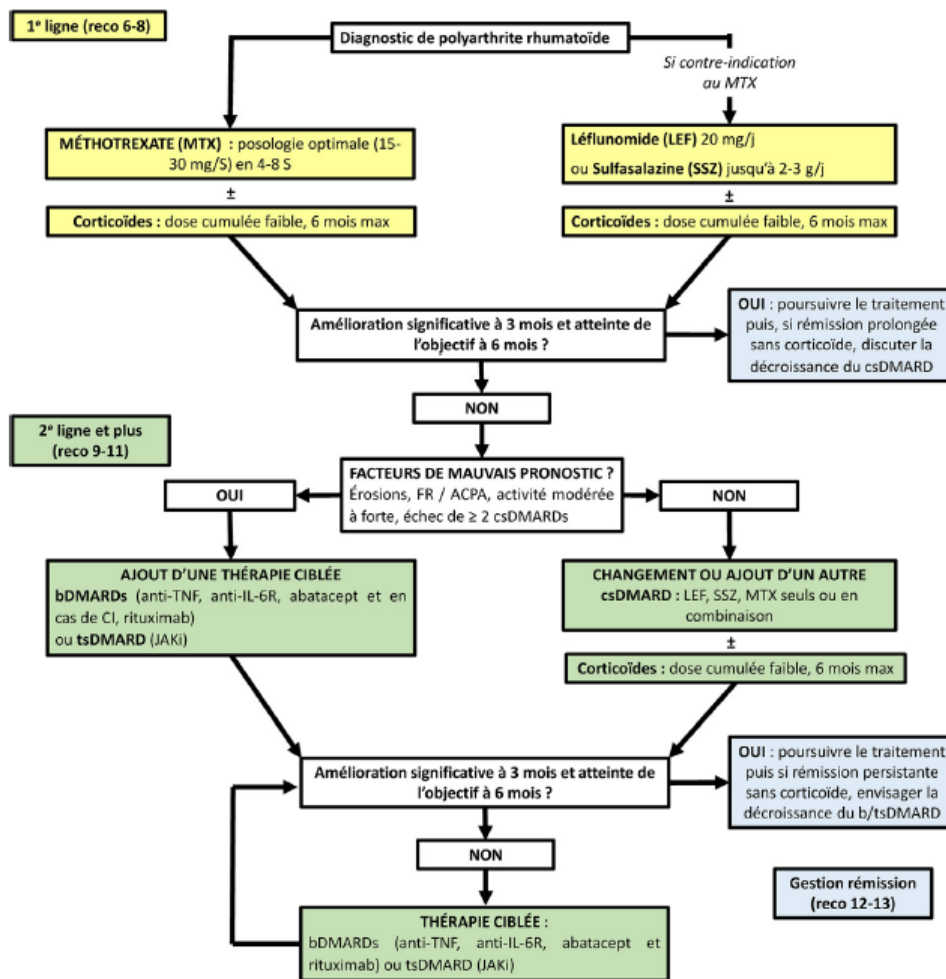 1e ligne (reco 6-8)
Diagnostic de polyarthrite rhumatoïde
Si contre-indication
au MTX
MÉTHOTREXATE (MTX) : posologie optimale (15-
30 mg/S) en 4-8 S
±
Corticoïdes : dose cumulée faible, 6 mois max
Léflunomide (LEF) 20 mg/j
ou Sulfasalazine (SSZ) jusqu'à 2-3 g/j
±
Corticoïdes : dose cumulée faible, 6 mois max
Amélioration significative à 3 mois et atteinte de
l'objectif à 6 mois ?
OUI : poursuivre le traitement
puis, si rémission prolongée
sans corticoïde, discuter la
décroissance du csDMARD
NON
2e ligne et plus
(reco 9-11)
FACTEURS DE MAUVAIS PRONOSTIC ?
Érosions, FR / ACPA, activité modérée
à forte, échec de ≥ 2 csDMARDs
OUI
NON
AJOUT D'UNE THÉRAPIE CIBLÉE
bDMARDs (anti-TNF, anti-IL-6R, abatacept et en
cas de CI, rituximab)
ou tsDMARD (JAKi)
CHANGEMENT OU AJOUT D'UN AUTRE
csDMARD : LEF, SSZ, MTX seuls ou en
combinaison
±
Corticoïdes : dose cumulée faible, 6 mois max
Amélioration significative à 3 mois et atteinte de
l'objectif à 6 mois ?
OUI : poursuivre le traitement
puis si rémission persistante
sans corticoïde, envisager la
décroissance du b/tsDMARD
NON
Gestion rémission
(reco 12-13)
THÉRAPIE CIBLÉE :
bDMARDs (anti-TNF, anti-IL-6R, abatacept et
rituximab) ou tsDMARD (JAKi)